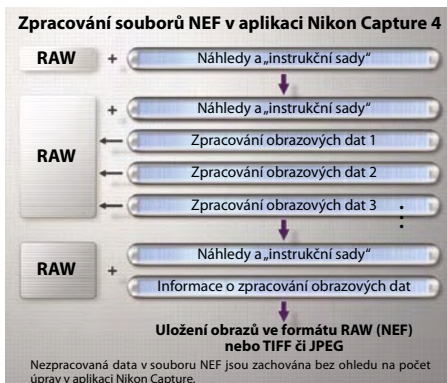 Zpracování souborů NEF v aplikaci Nikon Capture 4
RAW + Náhledy a „instrukční sady“
+ Náhledy a „instrukční sady“
Zpracování obrazových dat 1
RAW
Zpracování obrazových dat 2
Zpracování obrazových dat 3
Náhledy a „instrukční sady“
RAW +
Informace o zpracování obrazových dat
Uložení obrazů ve formátu RAW (NEF)
nebo TIFF či JPEG
Nezpracovaná data v souboru NEF jsou zachována bez ohledu na počet
úprav v aplikaci Nikon Capture.